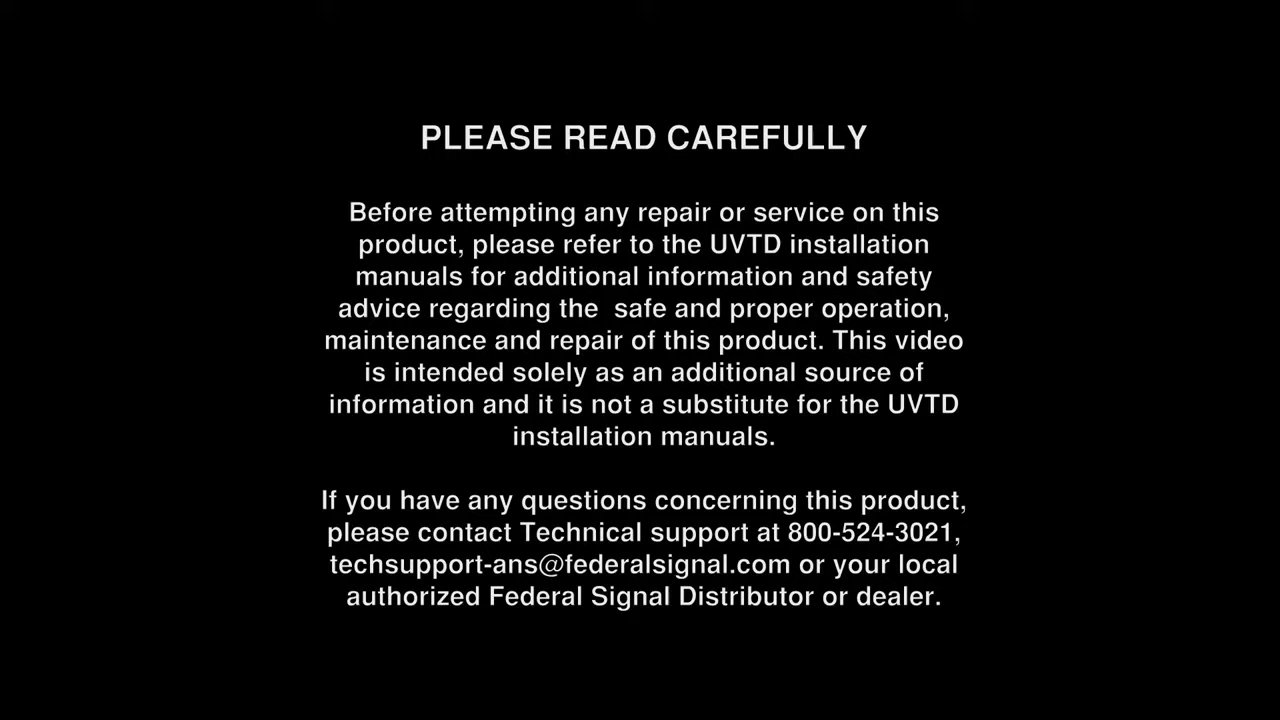 PLEASE READ CAREFULLY
Before attempting any repair or service on this
product, please refer to the UVTD installation
manuals for additional information and safety
advice regarding the  safe and proper operation,
maintenance and repair of this product. This video
is intended solely as an additional source of
information and it is not a substitute for the UVTD
installation manuals.
If you have any questions concerning this product,
please contact Technical support at 800-524-3021,
techsupport-ans@federalsignal.com or your local
authorized Federal Signal Distributor or dealer.